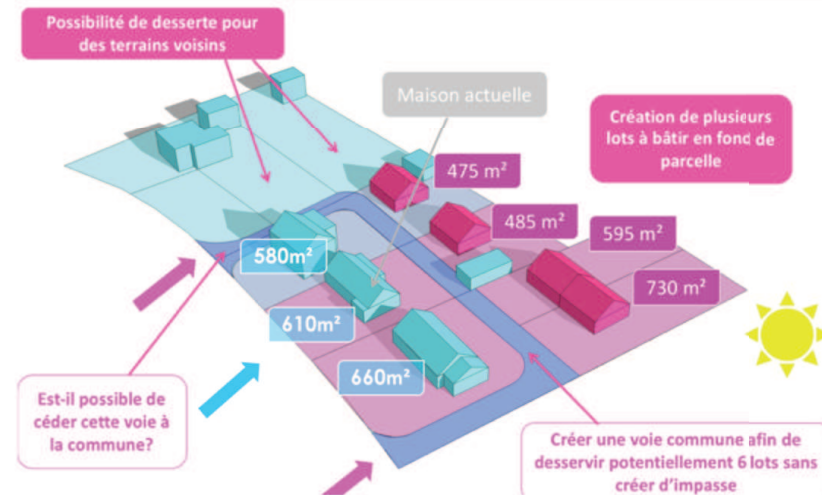 Possibilité de desserte pour
des terrains voisins
Maison actuelle
Création de plusieurs
lots à bâtir en fond de
parcelle
475 m²
485 m²
595 m²
730 m²
580m²
610m²
660m²
Est-il possible de
céder cette voie à
la commune?
Créer une voie commune afin de
desservir potentiellement 6 lots sans
créer d'impasse